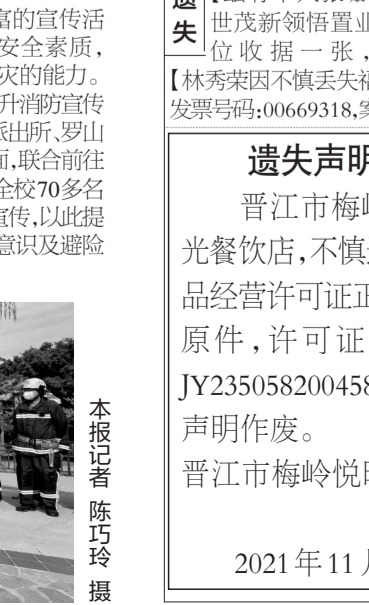 富的宣传活
安全素质,
灾的能力。
升消防宣传
派出所、罗山
面,联合前往
全校70多名
宣传,以此提
意识及避险
本报记者 陈巧玲 摄
遗失
世茂新领悟置业
位收据一张,
【林秀荣因不慎丢失福
发票号码:00669318,案
遗失声明
晋江市梅岭
光餐饮店,不慎
品经营许可证正
原件,许可证
JY235058200458
声明作废。
晋江市梅岭悦
2021年11月